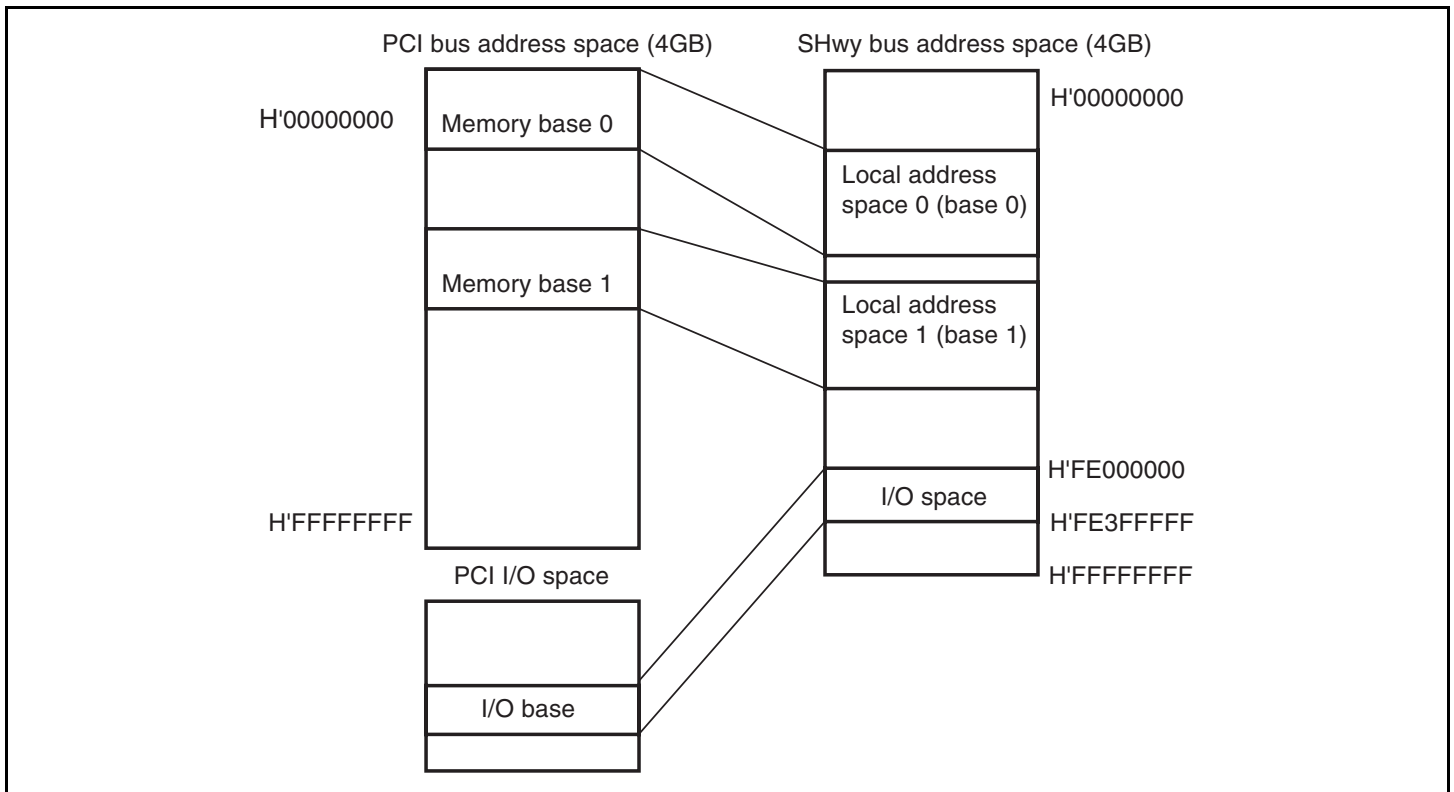 PCI bus address space (4GB)
SHwy bus address space (4GB)
H'00000000
Memory base 0
Memory base 1
H'FFFFFFFF
H'00000000
Local address
space 0 (base 0)
Local address
space 1 (base 1)
H'FE000000
I/O space
H'FE3FFFFF
H'FFFFFFFF
PCI I/O space
I/O base